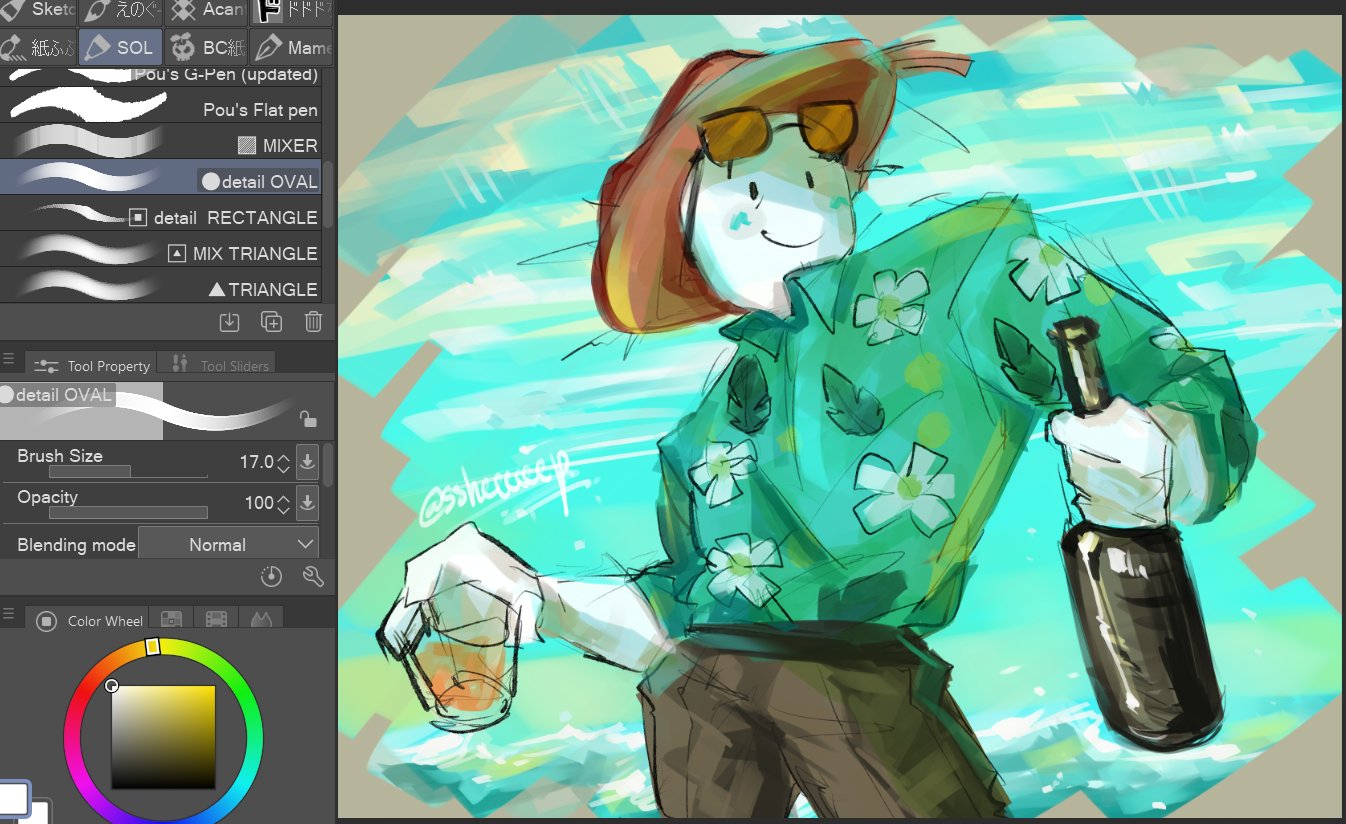 Sketc えのぐ Acan ドドド
紙ふぶ SOL BC紙 Mame
Pou's G-Pen (updated)
Pou's Flat pen
MIXER
detail OVAL
detail RECTANGLE
MIX TRIANGLE
TRIANGLE
Tool Property Tool Sliders
detail OVAL
Brush Size 17.0
Opacity 100
Blending mode Normal
Color Wheel